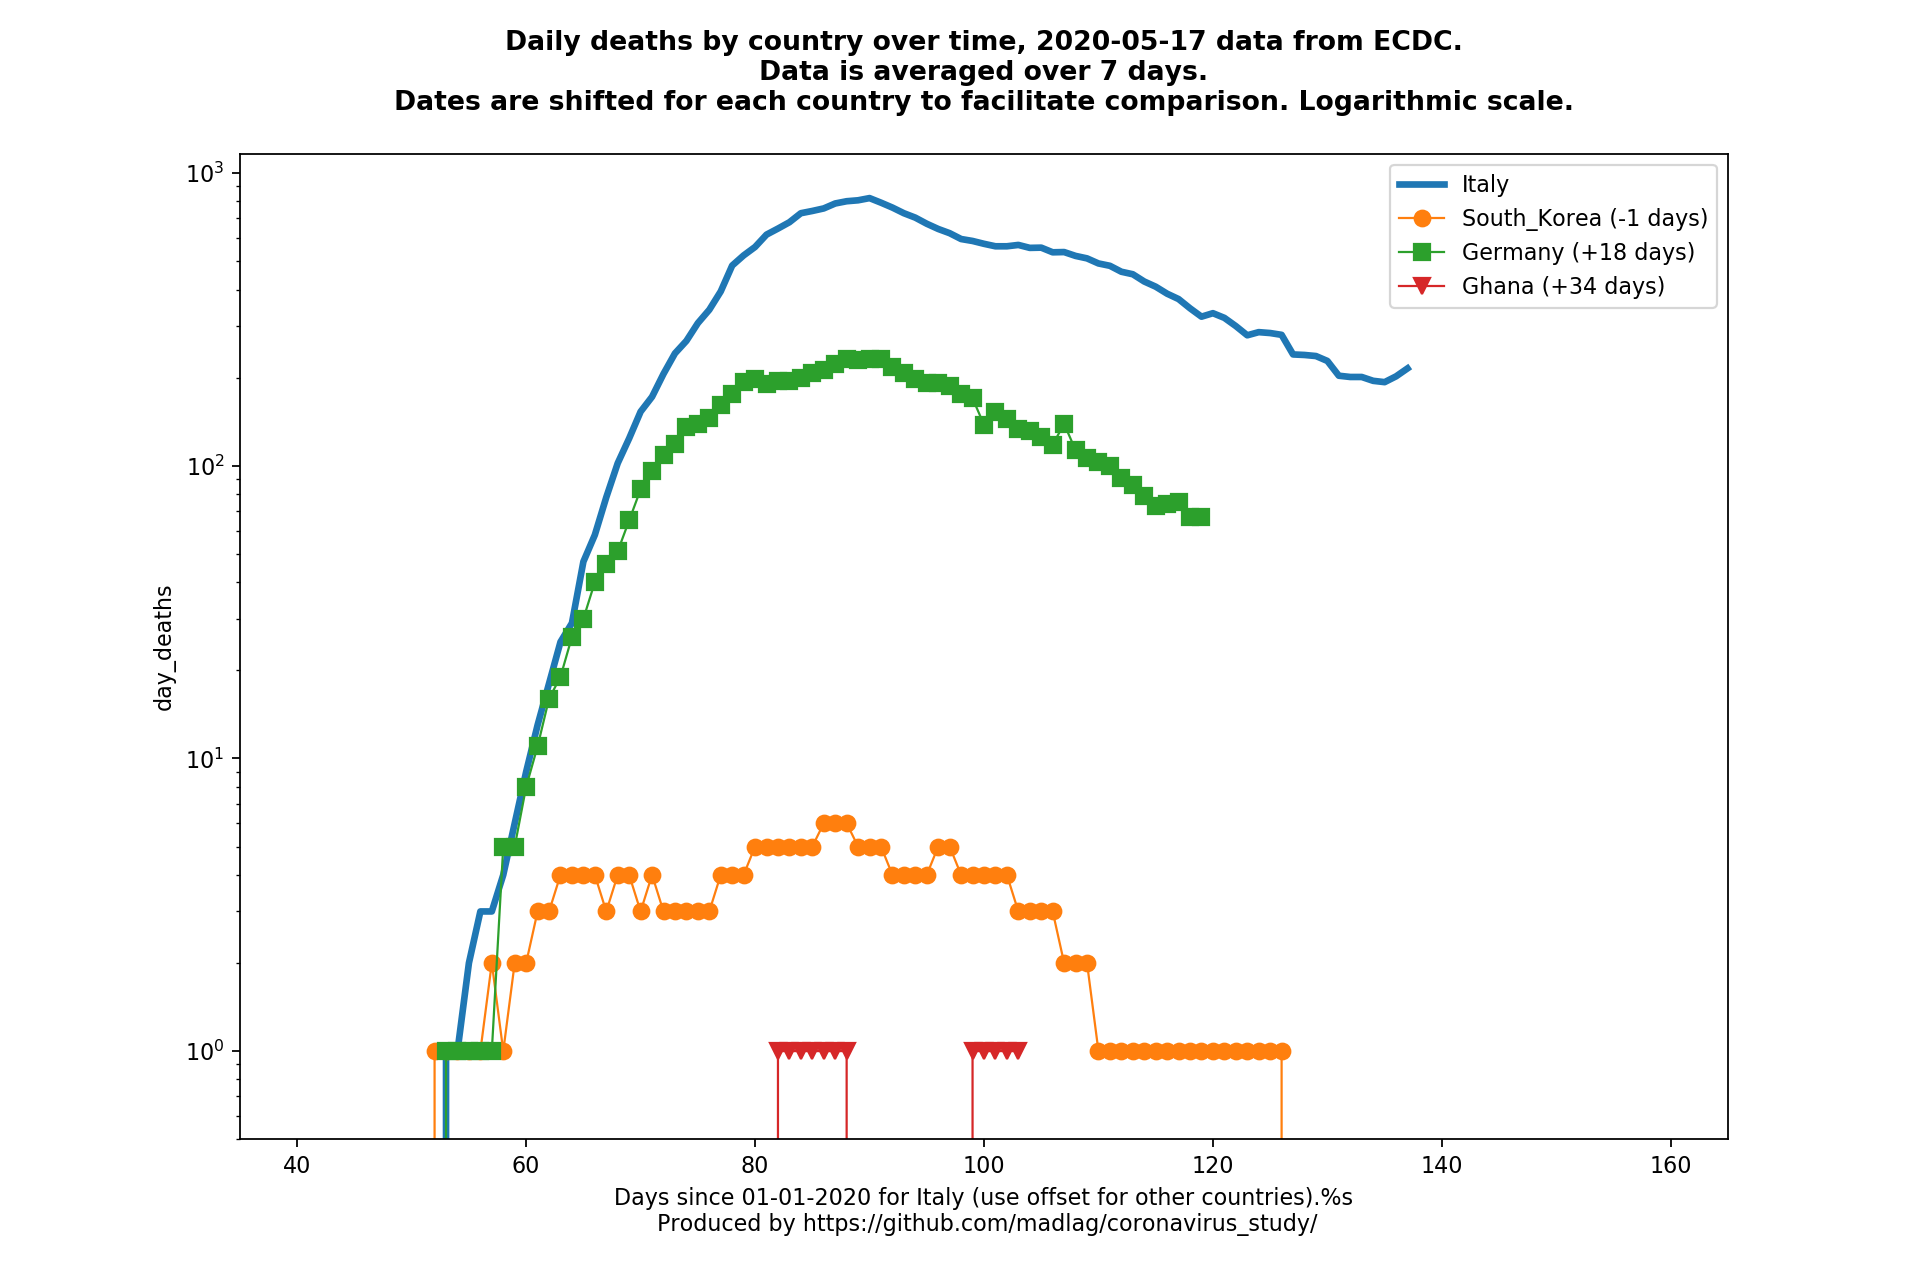 Daily deaths by country over time, 2020-05-17 data from ECDC.
Data is averaged over 7 days.
Dates are shifted for each country to facilitate comparison. Logarithmic scale.
Italy
South_Korea (-1 days)
Germany (+18 days)
Ghana (+34 days)
day_deaths
10³
10²
10¹
10⁰
40 60 80 100 120 140 160
Days since 01-01-2020 for Italy (use offset for other countries).%s
Produced by https://github.com/madlag/coronavirus_study/